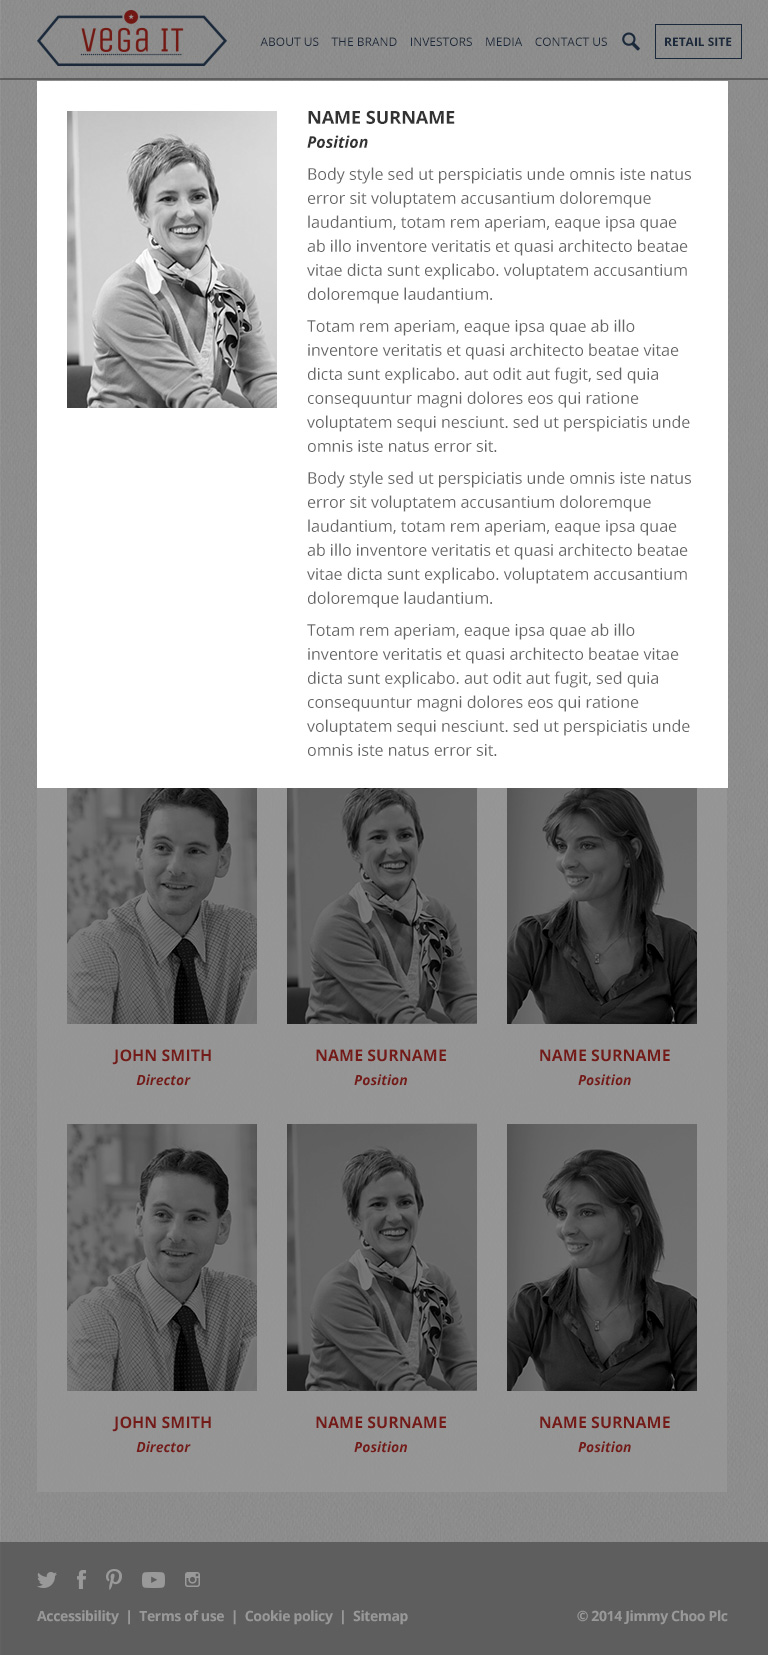 vega IT
ABOUT US THE BRAND INVESTORS MEDIA CONTACT US RETAIL SITE
NAME SURNAME
Position
Body style sed ut perspiciatis unde omnis iste natus
error sit voluptatem accusantium doloremque
laudantium, totam rem aperiam, eaque ipsa quae
ab illo inventore veritatis et quasi architecto beatae
vitae dicta sunt explicabo. voluptatem accusantium
doloremque laudantium.
Totam rem aperiam, eaque ipsa quae ab illo
inventore veritatis et quasi architecto beatae vitae
dicta sunt explicabo. aut odit aut fugit, sed quia
consequuntur magni dolores eos qui ratione
voluptatem sequi nesciunt. sed ut perspiciatis unde
omnis iste natus error sit.
Body style sed ut perspiciatis unde omnis iste natus
error sit voluptatem accusantium doloremque
laudantium, totam rem aperiam, eaque ipsa quae
ab illo inventore veritatis et quasi architecto beatae
vitae dicta sunt explicabo. voluptatem accusantium
doloremque laudantium.
Totam rem aperiam, eaque ipsa quae ab illo
inventore veritatis et quasi architecto beatae vitae
dicta sunt explicabo. aut odit aut fugit, sed quia
consequuntur magni dolores eos qui ratione
voluptatem sequi nesciunt. sed ut perspiciatis unde
omnis iste natus error sit.
JOHN SMITH NAME SURNAME NAME SURNAME
Director Position Position
JOHN SMITH NAME SURNAME NAME SURNAME
Director Position Position
Accessibility | Terms of use | Cookie policy | Sitemap © 2014 Jimmy Choo Plc